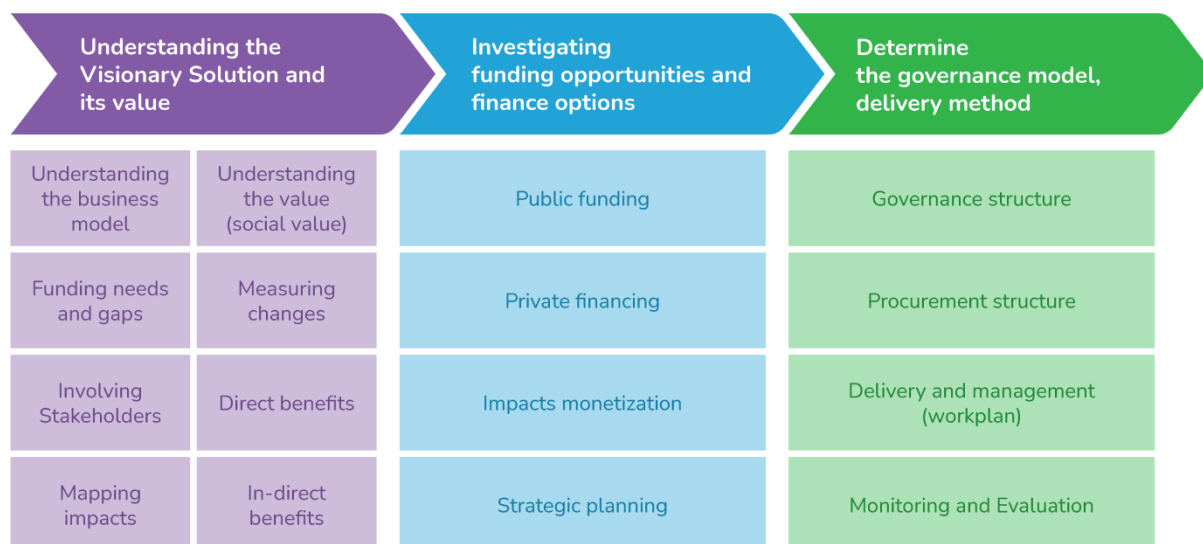 Understanding the
Visionary Solution and
its value
Investigating
funding opportunities and
finance options
Determine
the governance model,
delivery method
Understanding
the business
model
Understanding
the value
(social value)
Public funding
Governance structure
Funding needs
and gaps
Measuring
changes
Private financing
Procurement structure
Involving
Stakeholders
Direct benefits
Impacts monetization
Delivery and management
(workplan)
Mapping
impacts
In-direct
benefits
Strategic planning
Monitoring and Evaluation